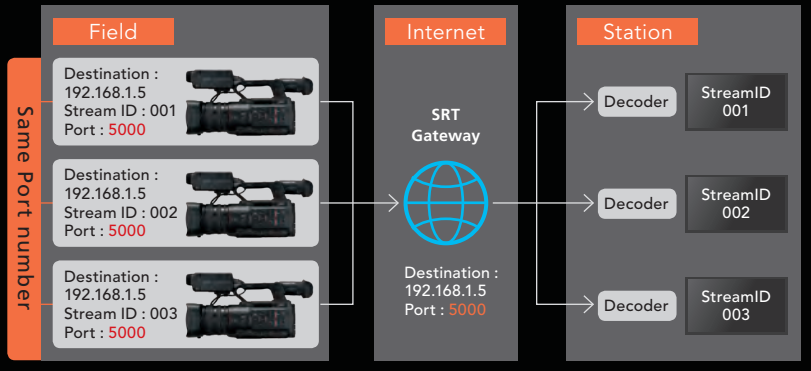 Field
Internet
Station
Same Port number
Destination :
192.168.1.5
Stream ID : 001
Port : 5000
Destination :
192.168.1.5
Stream ID : 002
Port : 5000
Destination :
192.168.1.5
Stream ID : 003
Port : 5000
SRT
Gateway
Destination :
192.168.1.5
Port : 5000
Decoder
StreamID
001
Decoder
StreamID
002
Decoder
StreamID
003